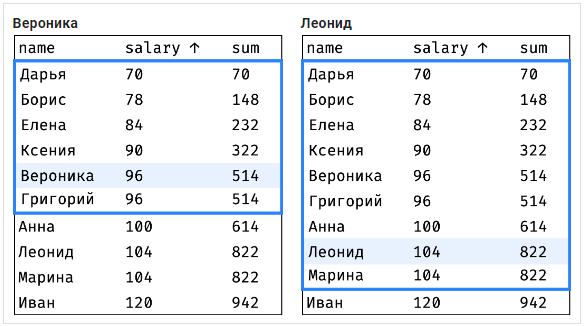 Вероника
name salary ↑ sum
Дарья 70 70
Борис 78 148
Елена 84 232
Ксения 90 322
Вероника 96 514
Григорий 96 514
Анна 100 614
Леонид 104 822
Марина 104 822
Иван 120 942
Леонид
name salary ↑ sum
Дарья 70 70
Борис 78 148
Елена 84 232
Ксения 90 322
Вероника 96 514
Григорий 96 514
Анна 100 614
Леонид 104 822
Марина 104 822
Иван 120 942